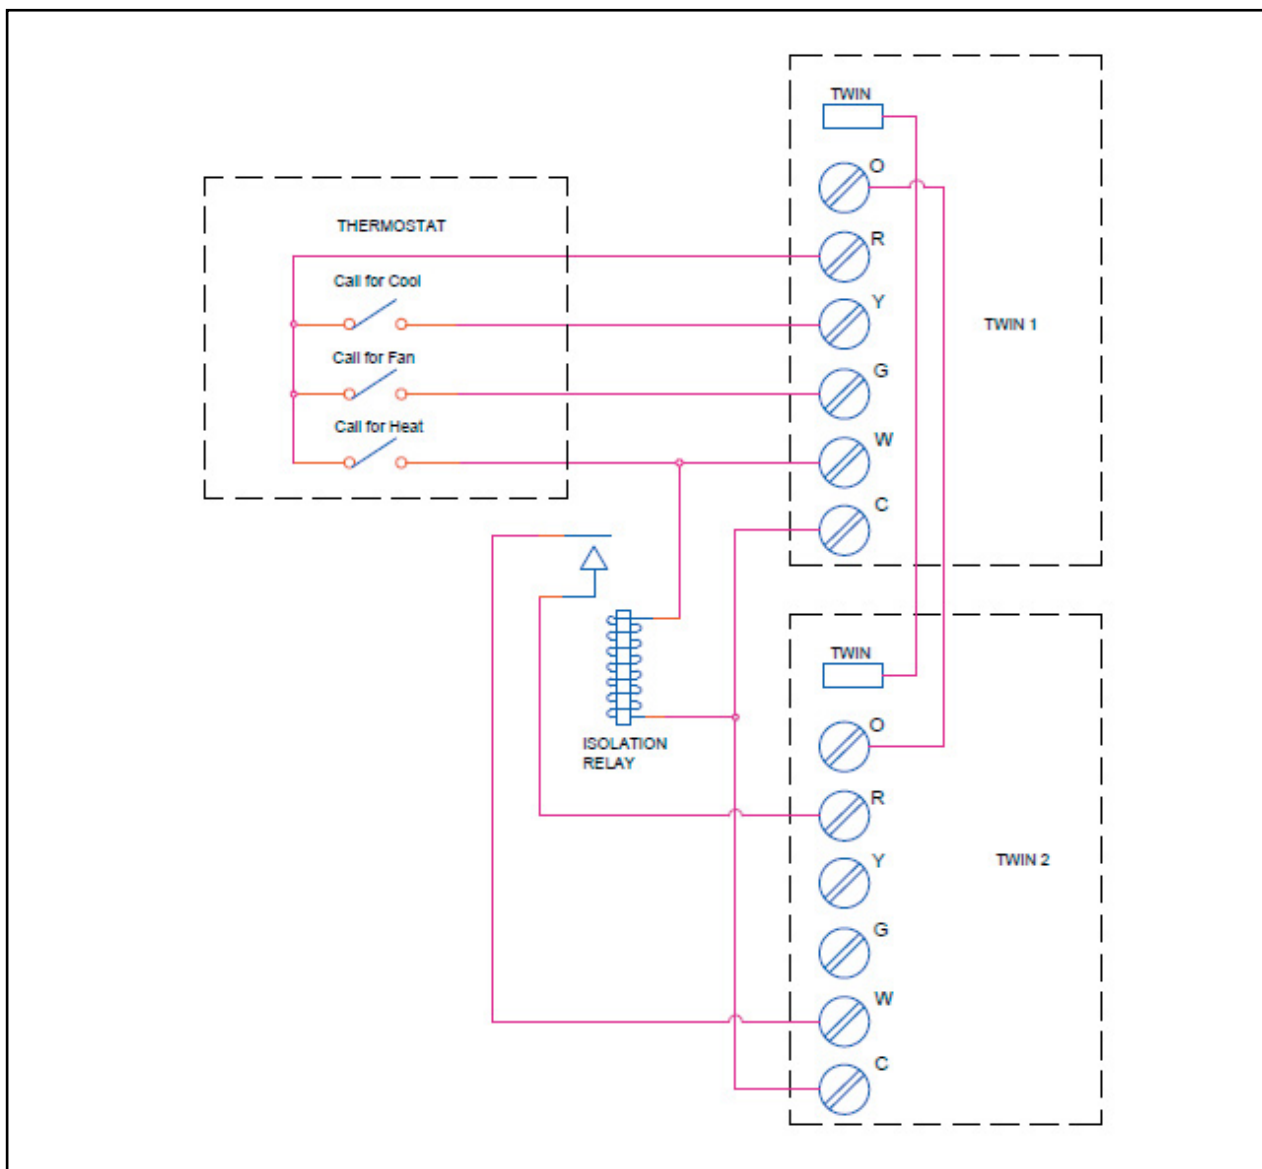 TWIN
O
THERMOSTAT
R
Call for Cool
Y
TWIN 1
Call for Fan
G
Call for Heat
W
C
TWIN
ISOLATION
RELAY
O
R
Y
TWIN 2
G
W
C